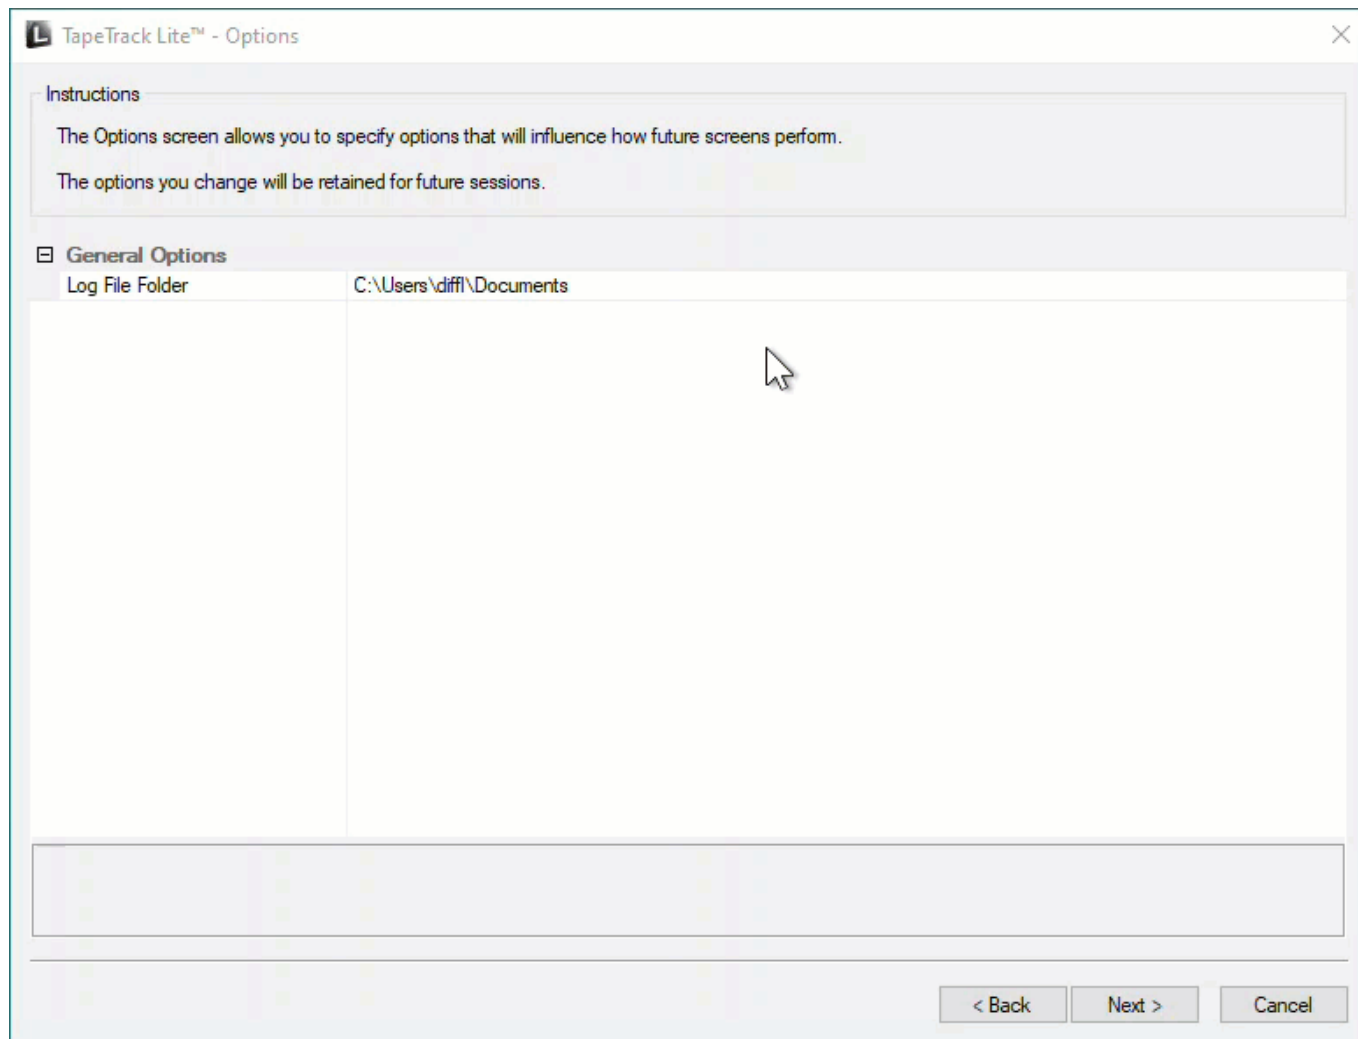 TapeTrack Lite™ - Options
Instructions
The Options screen allows you to specify options that will influence how future screens perform.
The options you change will be retained for future sessions.
General Options
Log File Folder C:\Users\diffl\Documents
< Back Next > Cancel